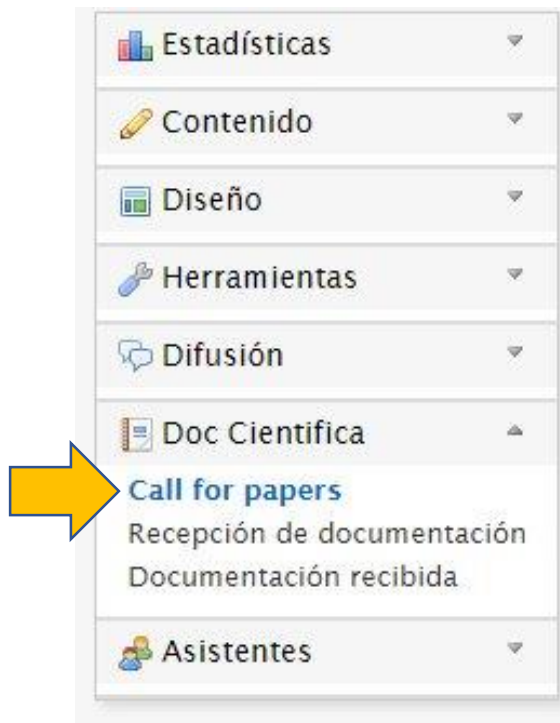 Estadísticas
Contenido
Diseño
Herramientas
Difusión
Doc Cientifica
Call for papers
Recepción de documentación
Documentación recibida
Asistentes